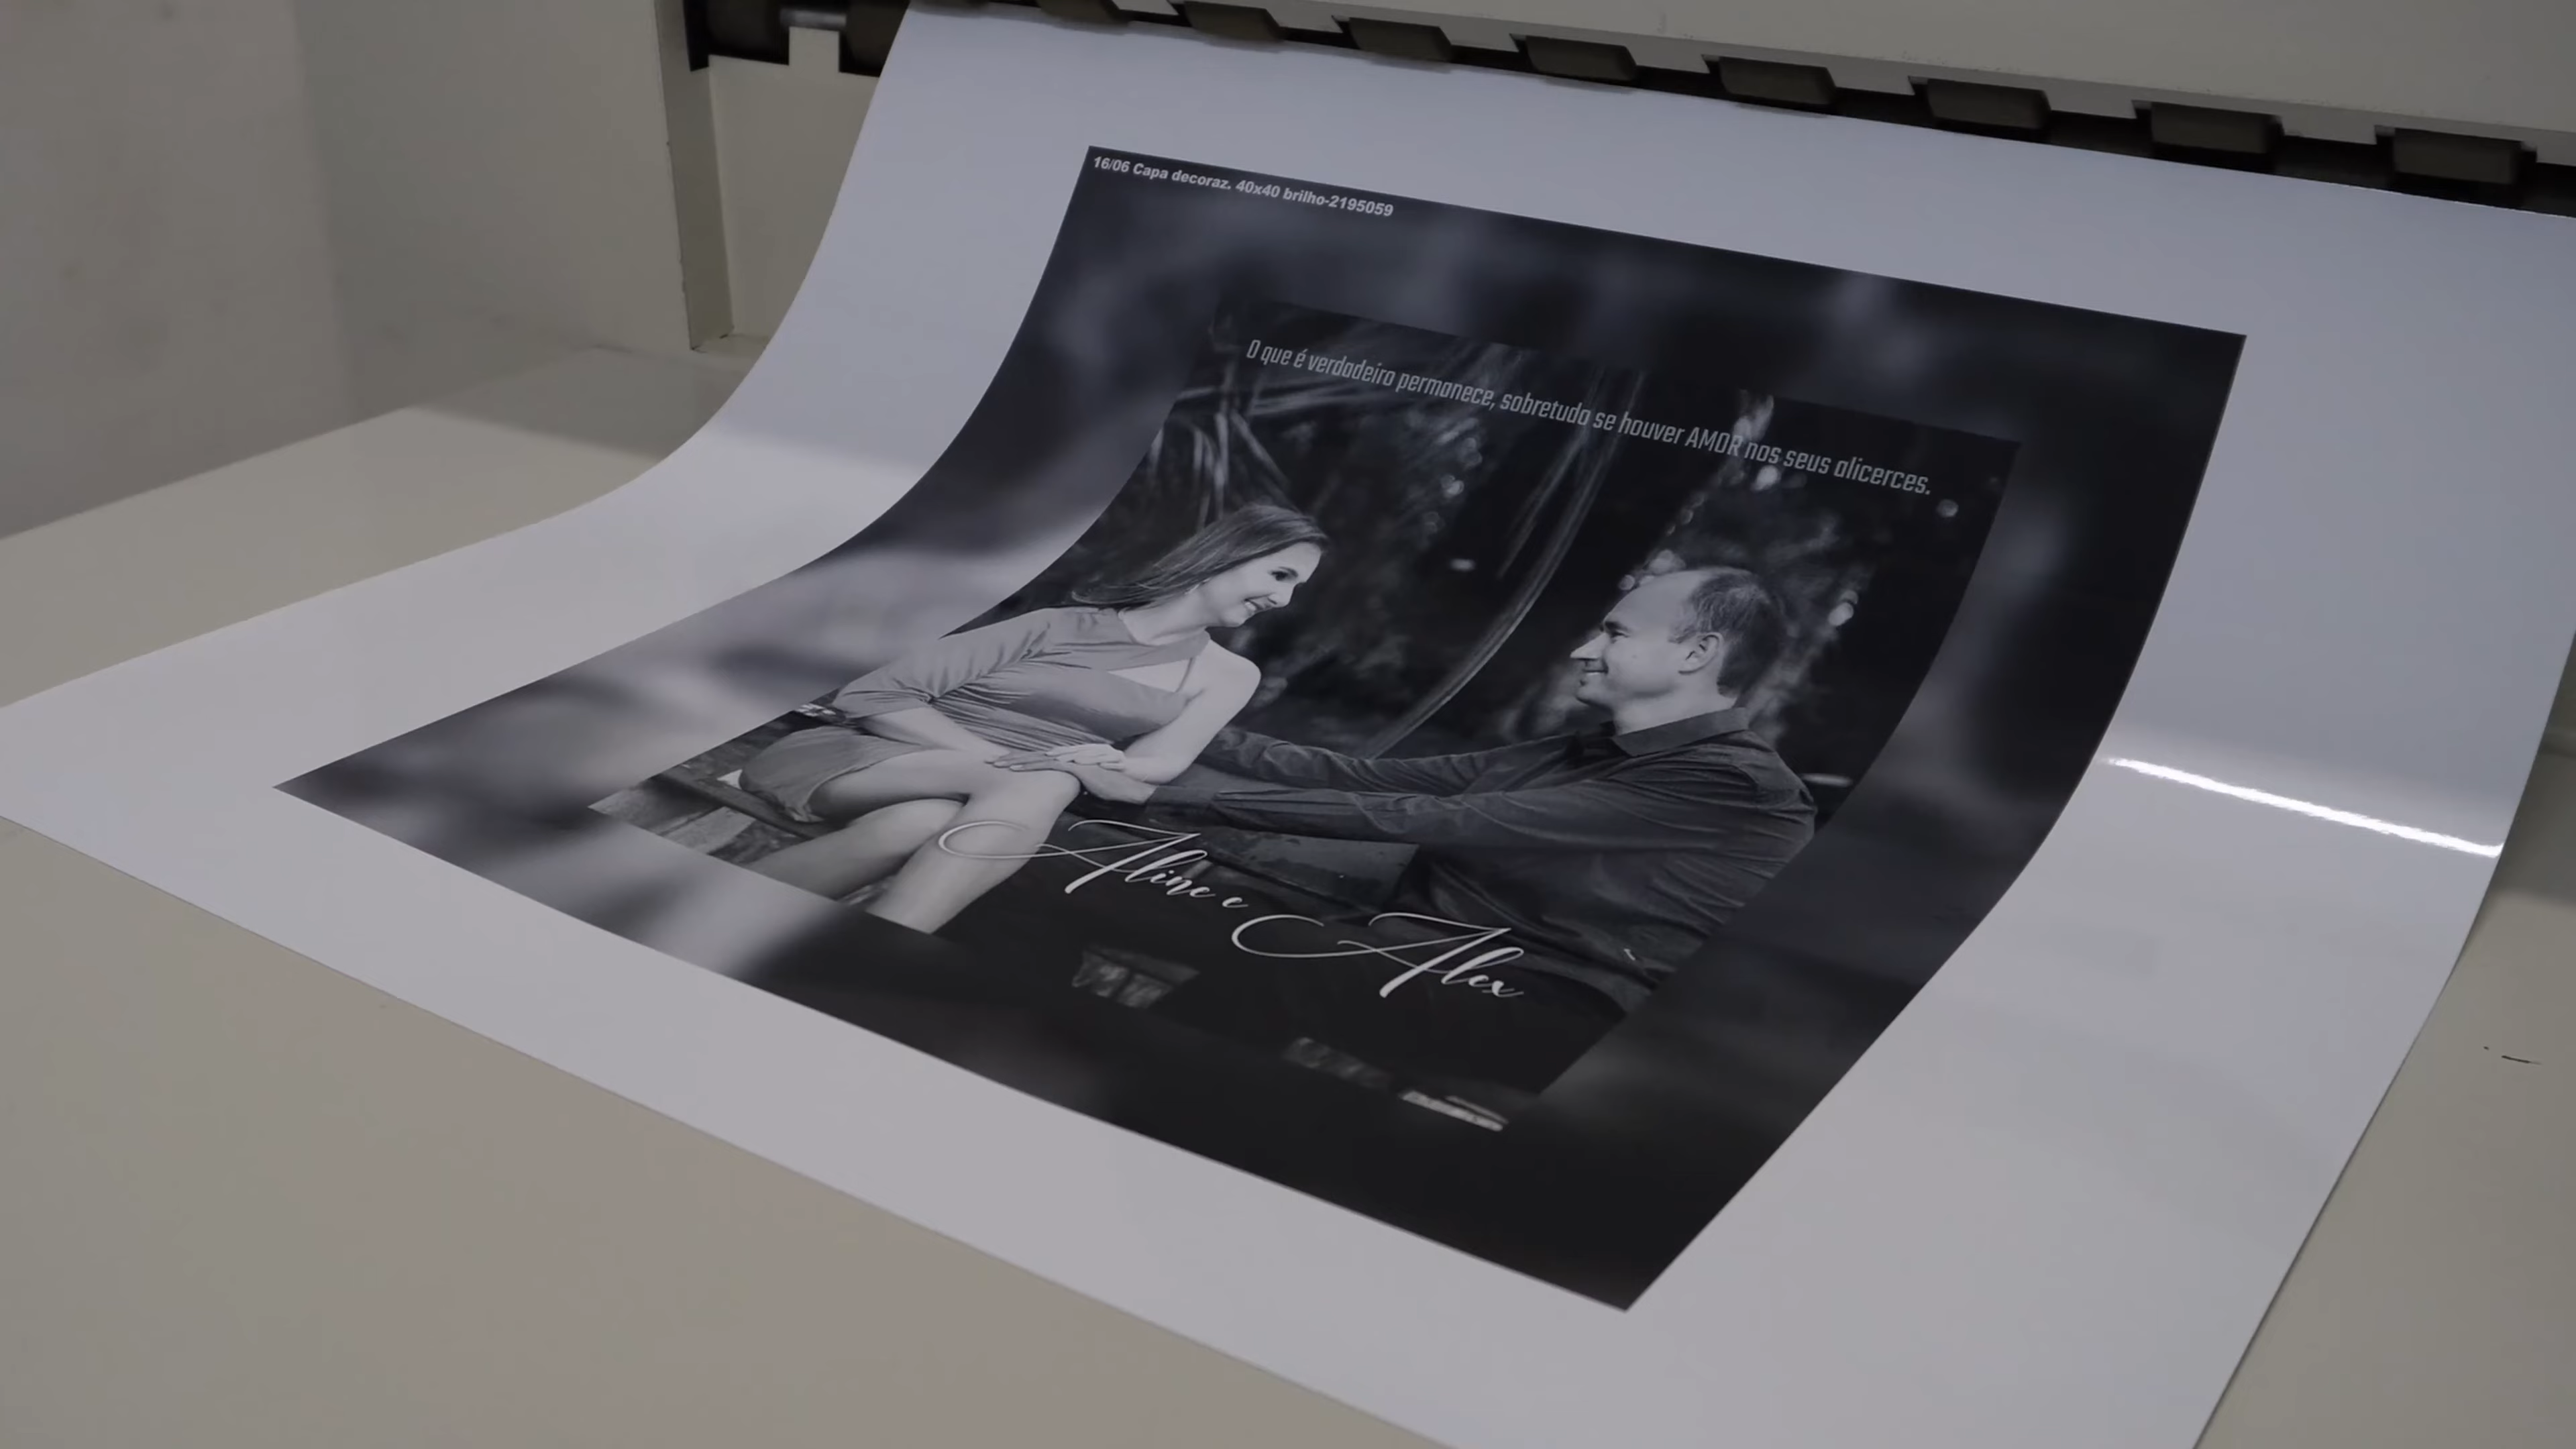 16/06 Capa decoraz. 40x40 brilho-2195059
O que é verdadeiro permanece, sobretudo se houver AMOR nos seus alicerces.
Aline e Alex